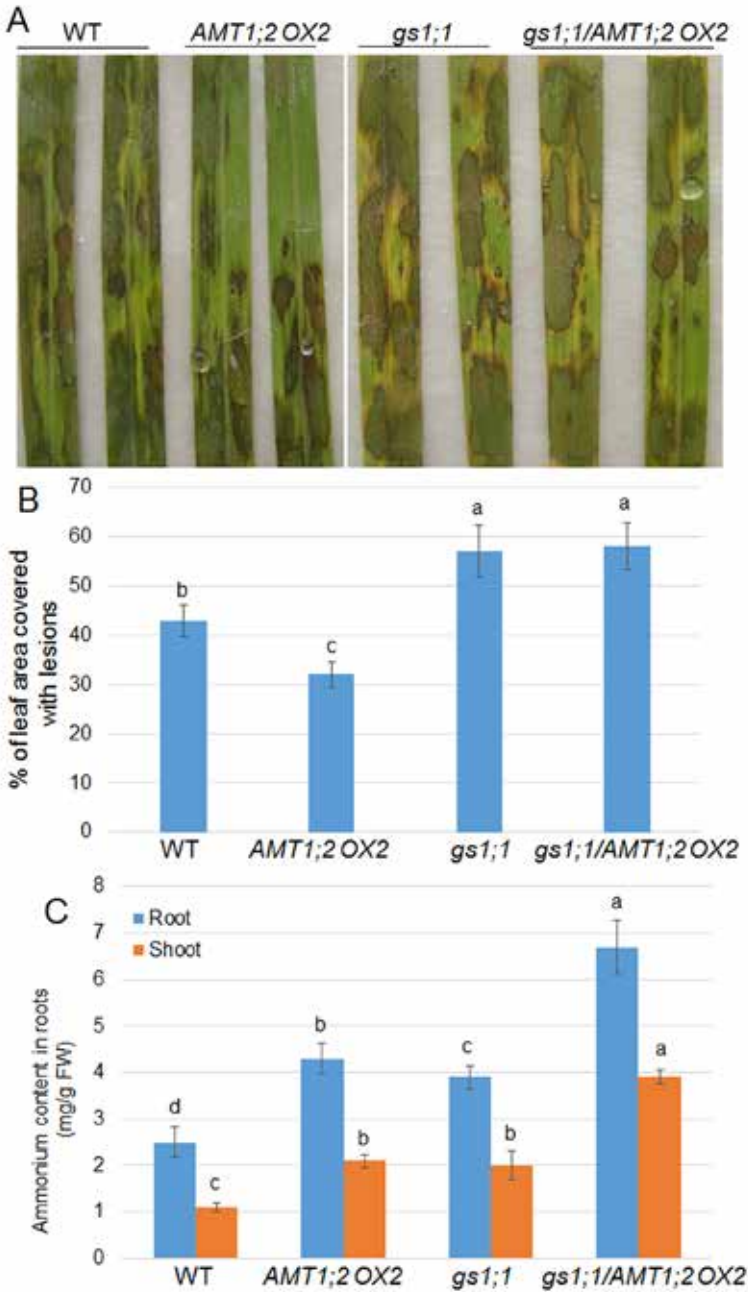 A
WT AMT1;2 OX2 gs1;1 gs1;1/AMT1;2 OX2
B
% of leaf area covered
with lesions
70
60
50
40
30
20
10
0
b
c
a
a
WT AMT1;2 OX2 gs1;1 gs1;1/AMT1;2 OX2
C
Ammonium content in roots
(mg/g FW)
8
7
6
5
4
3
2
1
0
Root
Shoot
d
c
b
b
c
b
a
a
WT AMT1;2 OX2 gs1;1 gs1;1/AMT1;2 OX2